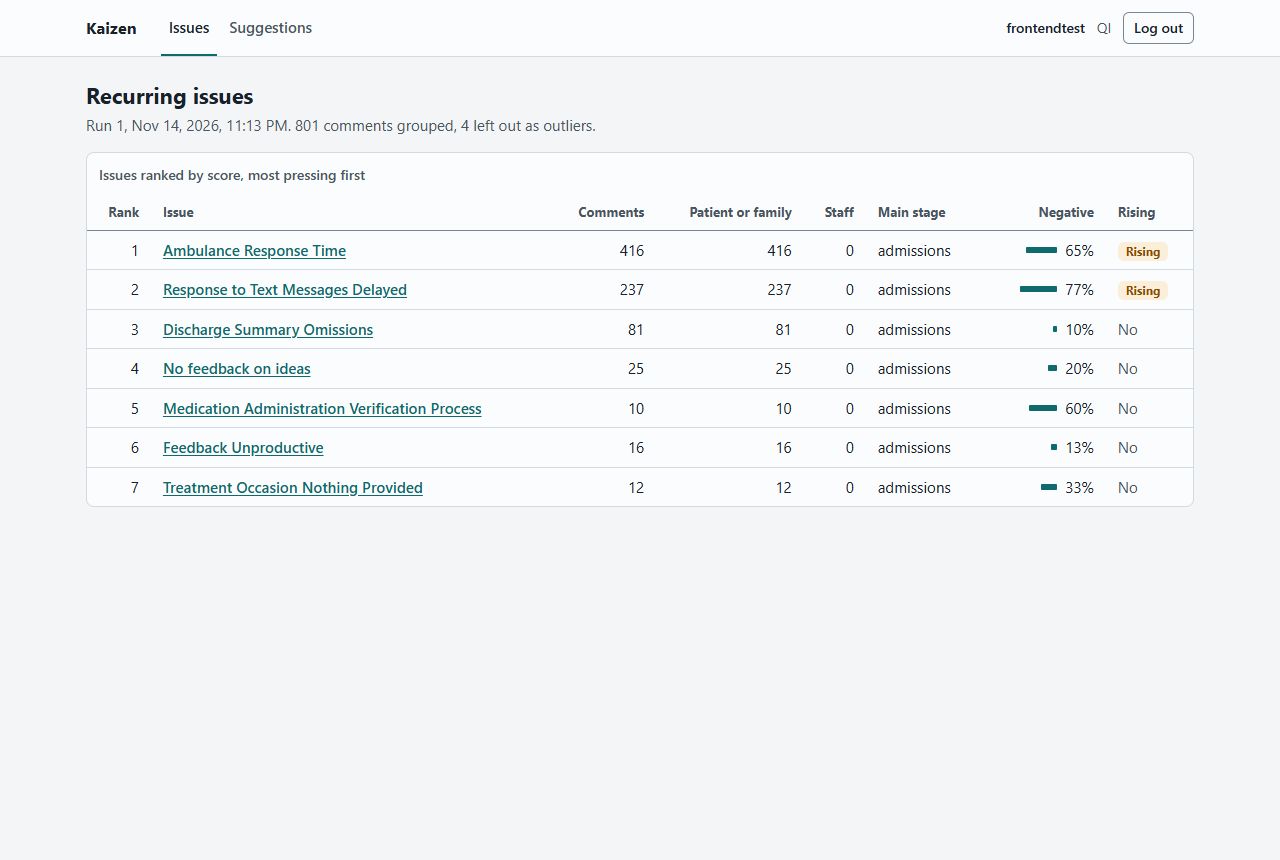 Kaizen Issues Suggestions frontendtest QI Log out
Recurring issues
Run 1, Nov 14, 2026, 11:13 PM. 801 comments grouped, 4 left out as outliers.
Issues ranked by score, most pressing first
Rank Issue Comments Patient or family Staff Main stage Negative Rising
1 Ambulance Response Time 416 416 0 admissions 65% Rising
2 Response to Text Messages Delayed 237 237 0 admissions 77% Rising
3 Discharge Summary Omissions 81 81 0 admissions 10% No
4 No feedback on ideas 25 25 0 admissions 20% No
5 Medication Administration Verification Process 10 10 0 admissions 60% No
6 Feedback Unproductive 16 16 0 admissions 13% No
7 Treatment Occasion Nothing Provided 12 12 0 admissions 33% No